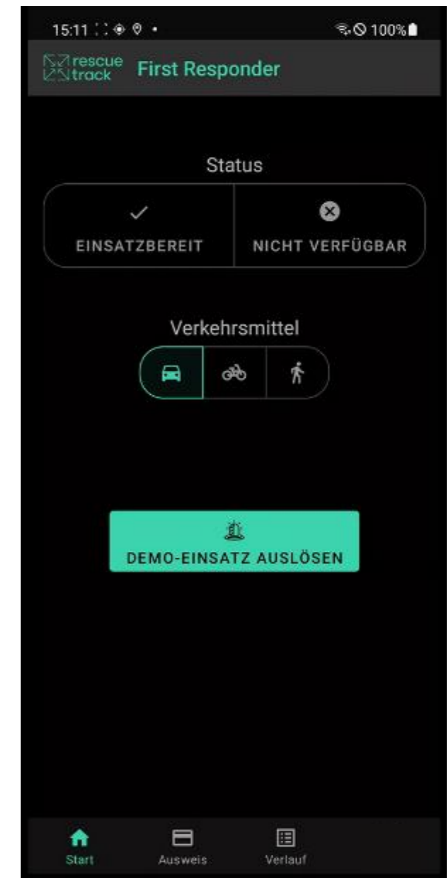 15:11 100%
rescue
track First Responder
Status
EINSATZBEREIT NICHT VERFÜGBAR
Verkehrsmittel
DEMO-EINSATZ AUSLÖSEN
Start Ausweis Verlauf